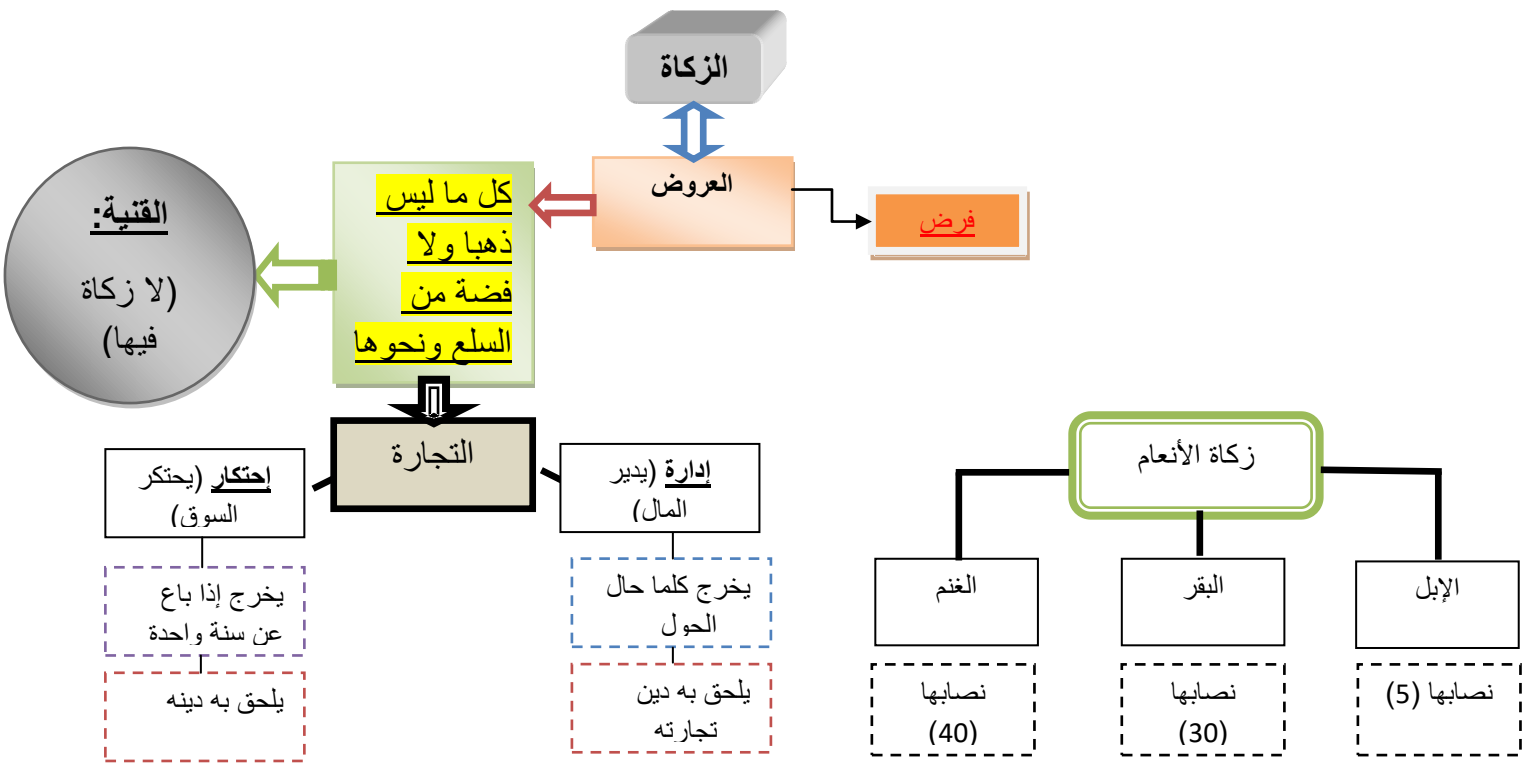 الزكاة
العروض
فرض
كل ما ليس
ذهبا ولا
فضة من
السلع ونحوها
القنية:
(لا زكاة
فيها)
التجارة
إدارة (يدير
المال)
يخرج كلما حال
الحول
يلحق به دين
تجارته
إحتكار (يحتكر
السوق)
يخرج إذا باع
عن سنة واحدة
يلحق به دينه
زكاة الأنعام
الإبل
نصابها (5)
البقر
نصابها
(30)
الغنم
نصابها
(40)